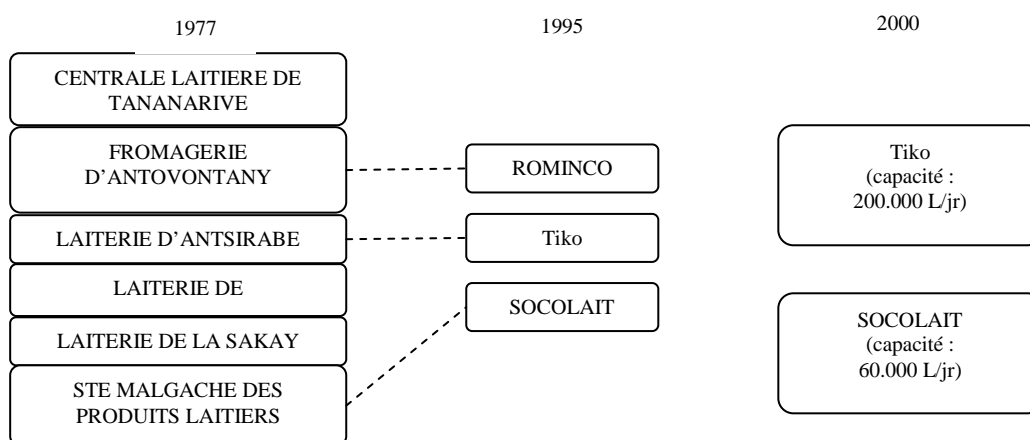 1977
1995
2000
CENTRALE LAITIERE DE
TANANARIVE
FROMAGERIE
D’ANTOVONTANY
LAITERIE D’ANTSIRABE
LAITERIE DE
LAITERIE DE LA SAKAY
STE MALGACHE DES
PRODUITS LAITIERS
ROMINCO
Tiko
SOCOLAIT
Tiko
(capacité :
200.000 L/jr)
SOCOLAIT
(capacité :
60.000 L/jr)